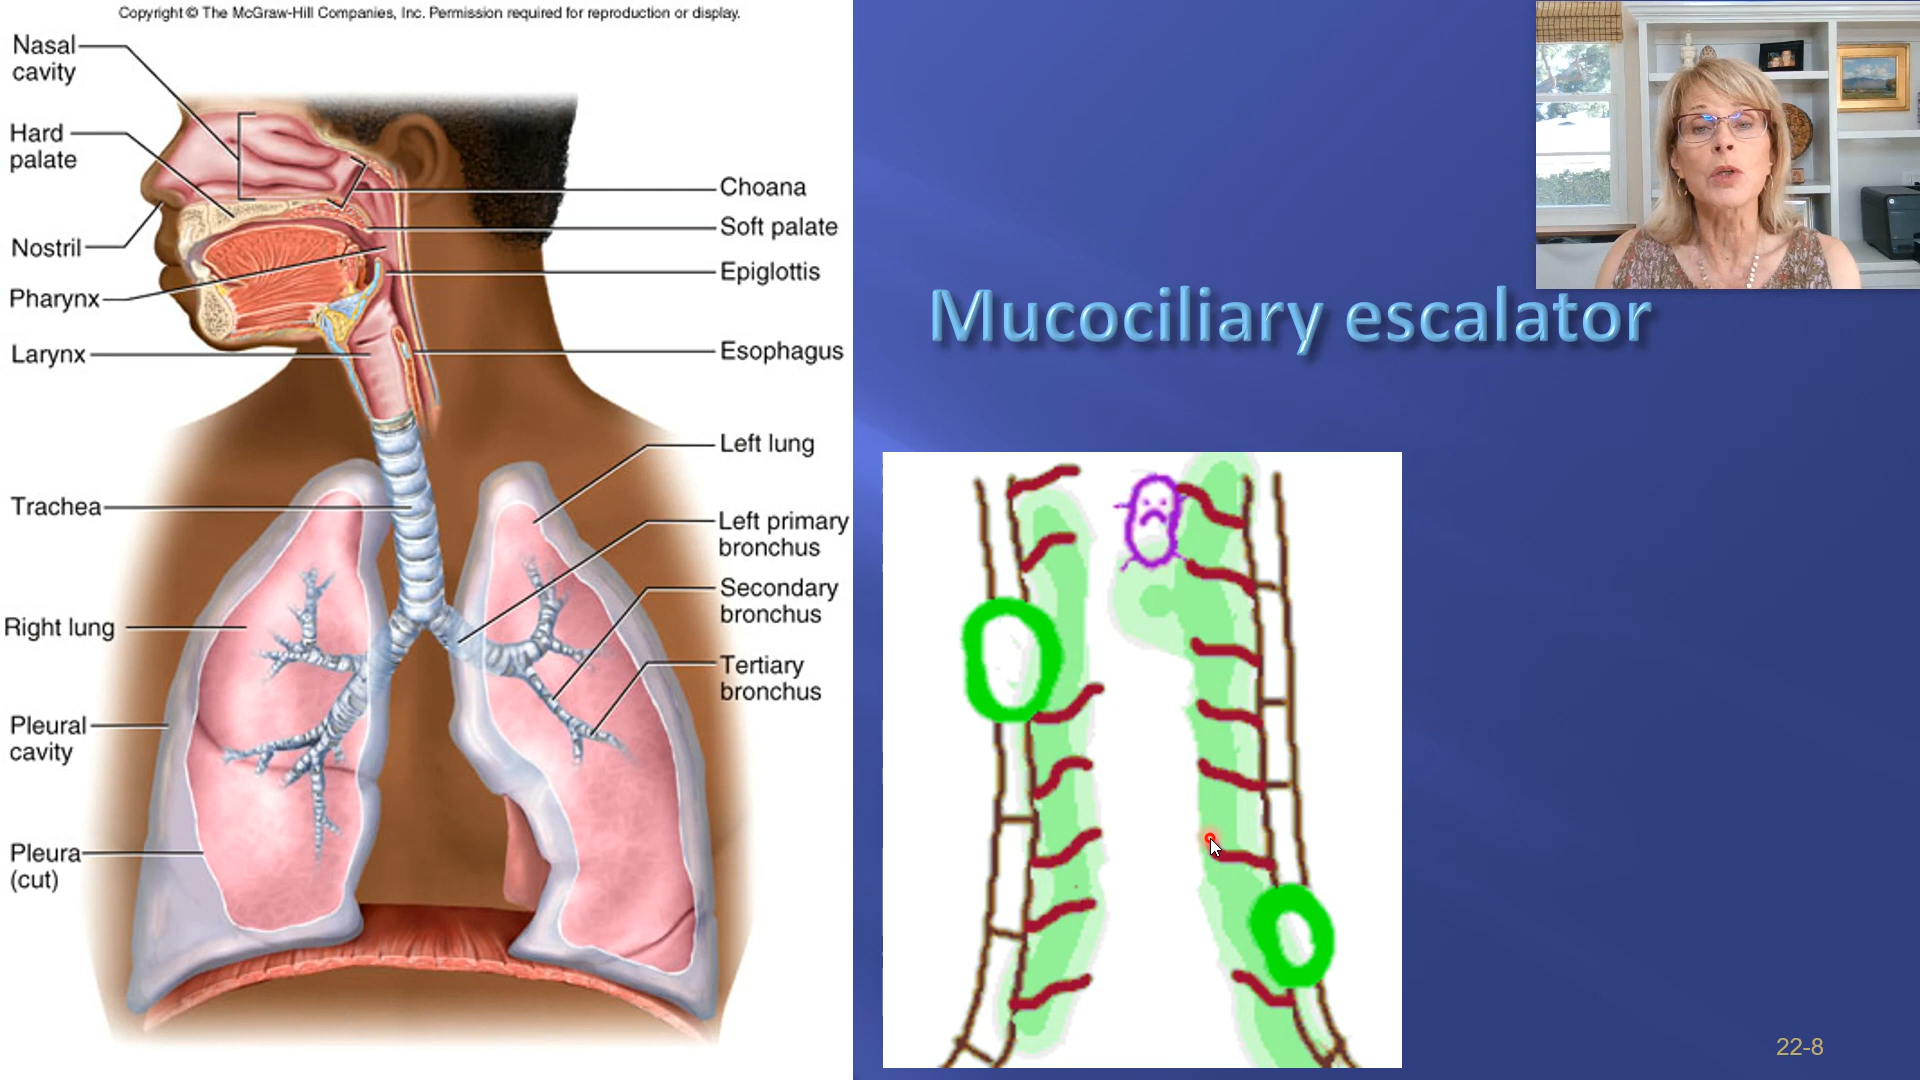 Copyright © The McGraw-Hill Companies, Inc. Permission required for reproduction or display.
Nasal
cavity
Hard
palate
Nostril
Pharynx
Larynx
Trachea
Right lung
Pleural
cavity
Pleura
(cut)
Choana
Soft palate
Epiglottis
Esophagus
Left lung
Left primary
bronchus
Secondary
bronchus
Tertiary
bronchus
Mucociliary escalator
22-8